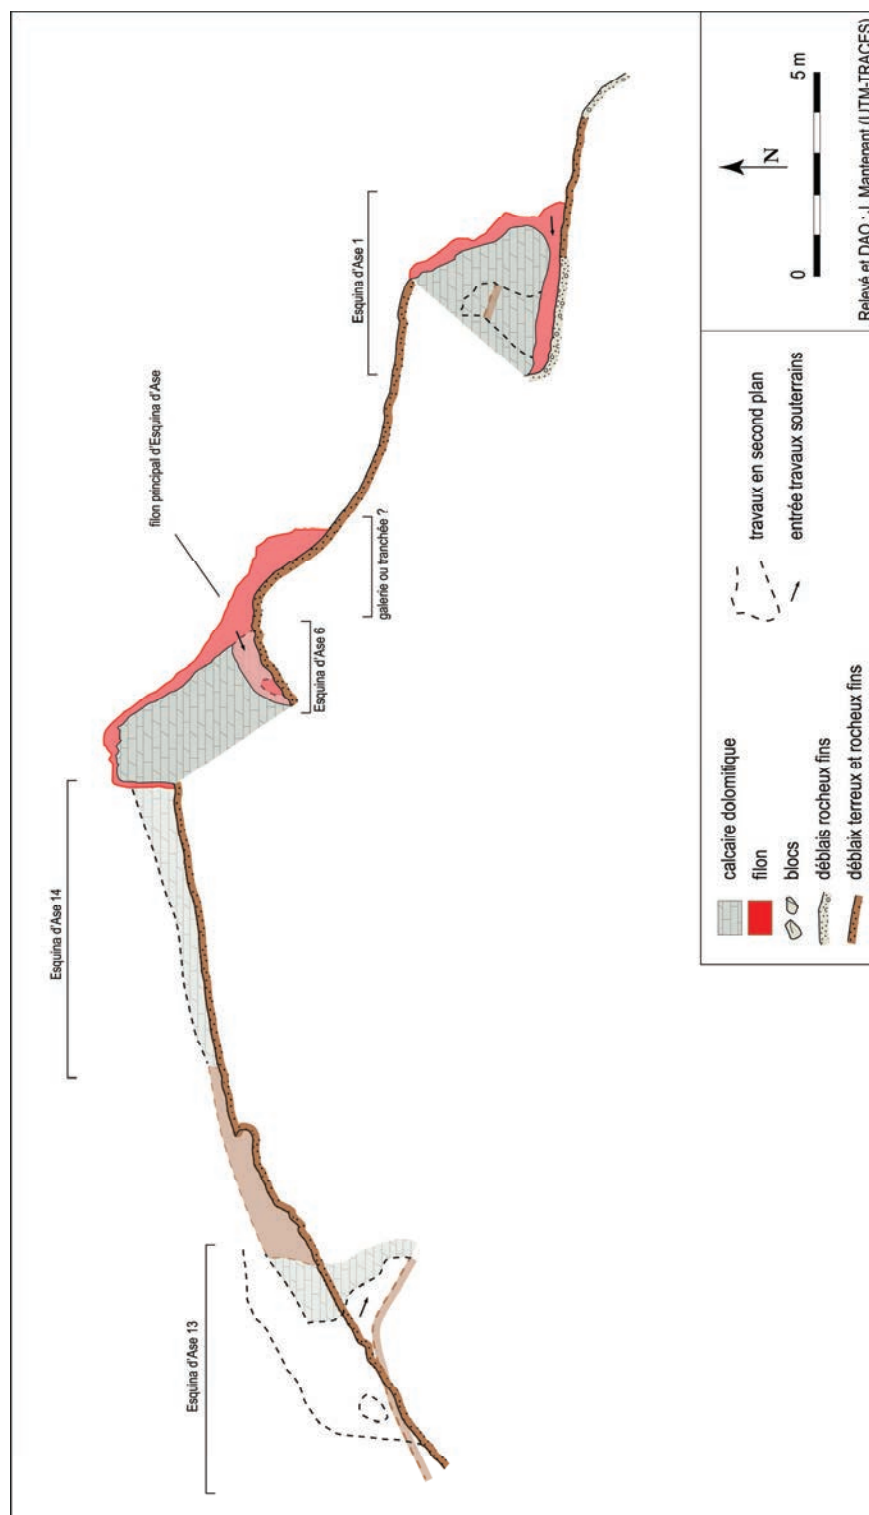 Esquina d'Ase 13
Esquina d'Ase 14
filon principal d'Esquina d'Ase
Esquina d'Ase 6
galerie ou tranchée ?
Esquina d'Ase 1
calcaire dolomitique
filon
blocs
déblais rocheux fins
déblaix terreux et rocheux fins
travaux en second plan
entrée travaux souterrains
N
0 5 m
Relevé et DAO : J. Mantenant (UTM-TRACES)